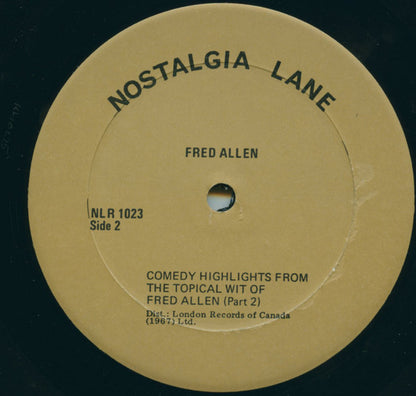 NOSTALGIA LANE
FRED ALLEN
NLR 1023
Side 2
COMEDY HIGHLIGHTS FROM
THE TOPICAL WIT OF
FRED ALLEN (Part 2)
Dist.: London Records of Canada
(1967) Ltd.